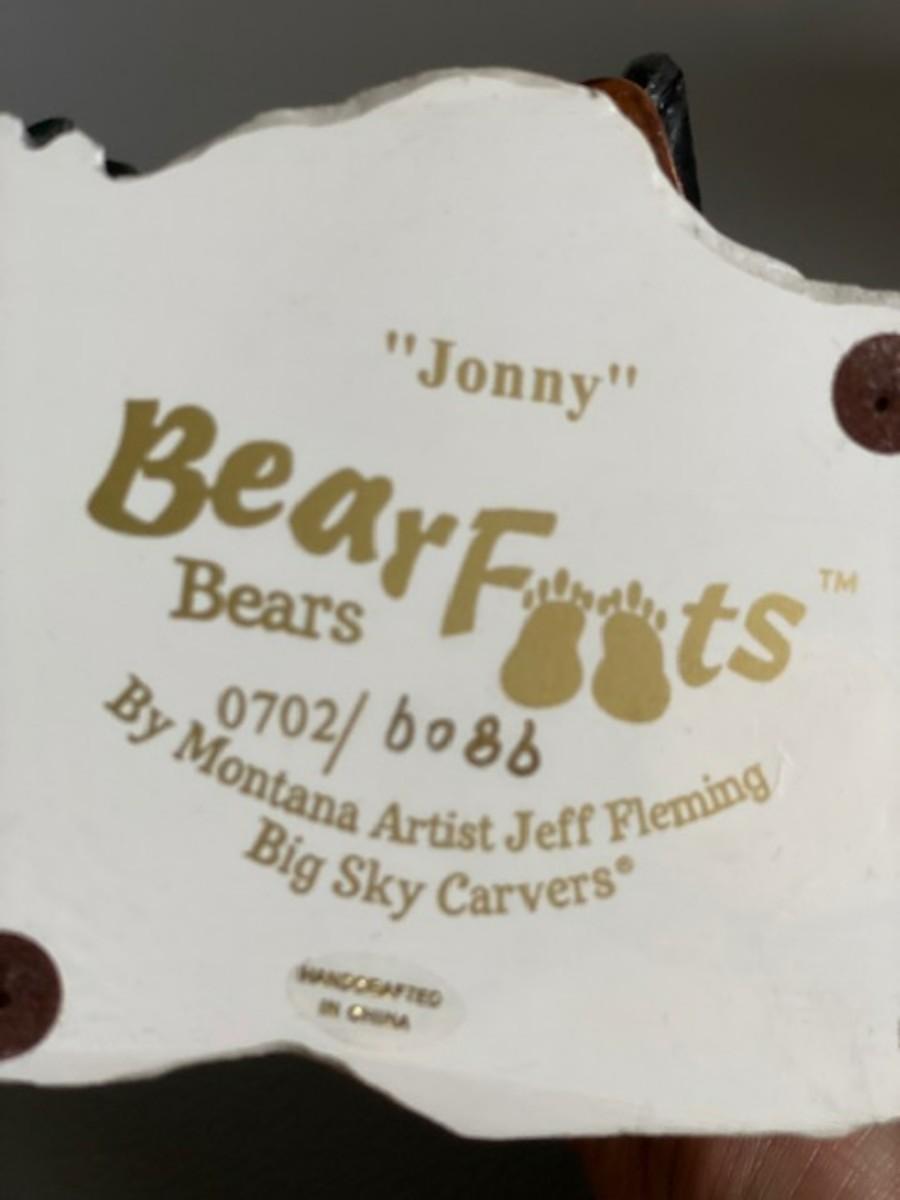 "Jonny"
BearFoots™
Bears
0702/ 6086
By Montana Artist Jeff Fleming
Big Sky Carvers®
HANDCRAFTED
IN CHINA